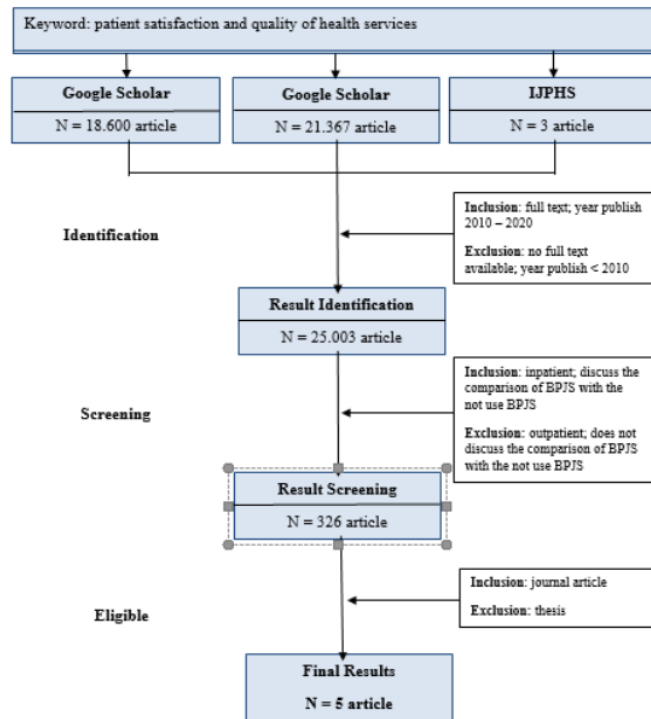 Keyword: patient satisfaction and quality of health services
Google Scholar
N = 18.600 article
Google Scholar
N = 21.367 article
IJPHS
N = 3 article
Inclusion: full text; year publish
2010 – 2020
Exclusion: no full text
available; year publish < 2010
Identification
Result Identification
N = 25.003 article
Inclusion: inpatient; discuss the
comparison of BPJS with the
not use BPJS
Exclusion: outpatient; does not
discuss the comparison of BPJS
with the not use BPJS
Screening
Result Screening
N = 326 article
Inclusion: journal article
Exclusion: thesis
Eligible
Final Results
N = 5 article